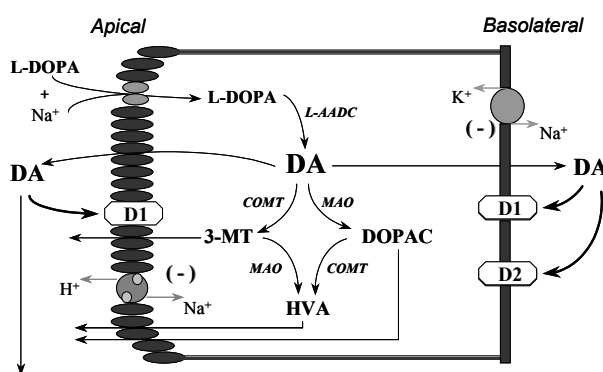 Apical
Basolateral
L-DOPA
+
Na⁺
L-DOPA
L-AADC
K⁺
(-)
Na⁺
DA
DA
DA
COMT
MAO
D1
D1
3-MT
DOPAC
MAO
COMT
D2
H⁺
(-)
Na⁺
HVA